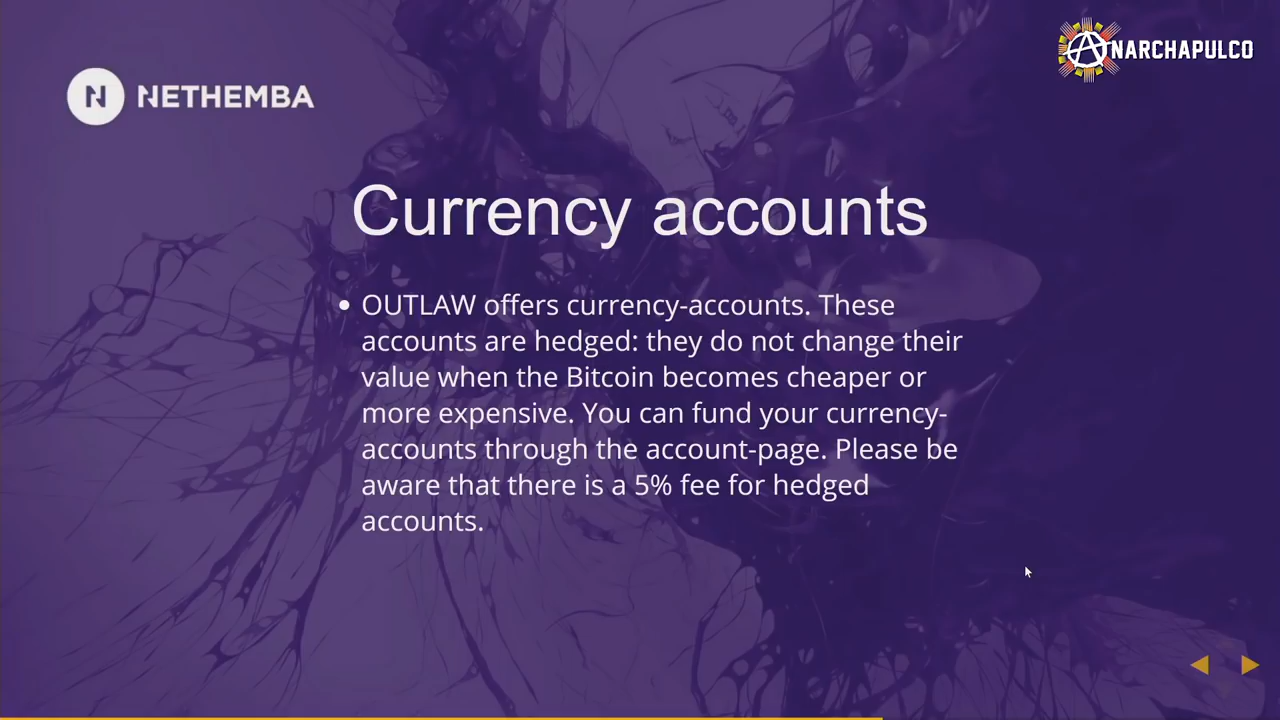 NARCHAPULCO
N NETHEMBA
Currency accounts
• OUTLAW offers currency-accounts. These
accounts are hedged: they do not change their
value when the Bitcoin becomes cheaper or
more expensive. You can fund your currency-
accounts through the account-page. Please be
aware that there is a 5% fee for hedged
accounts.